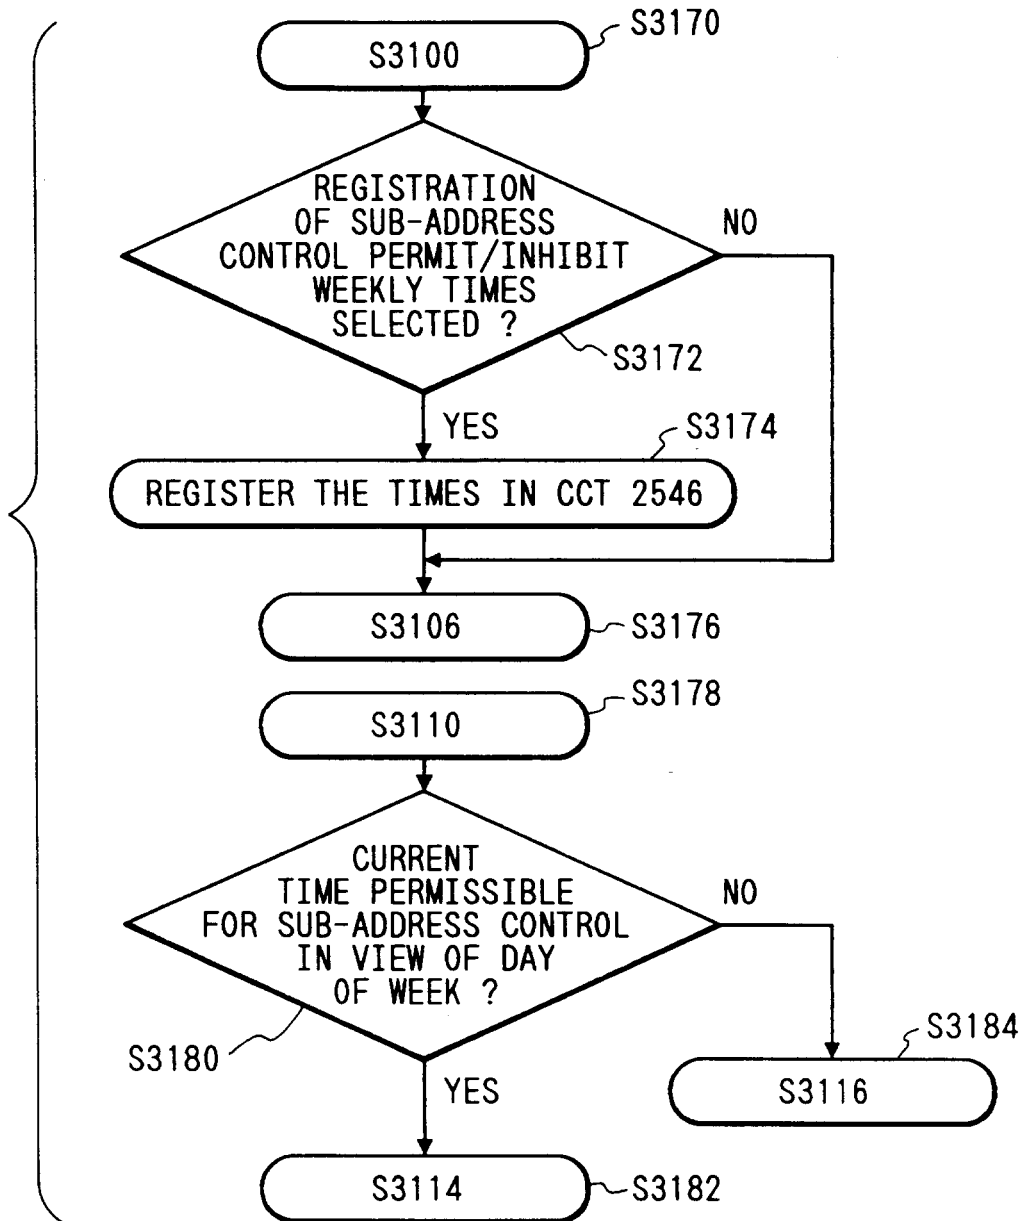 S3170
S3100
REGISTRATION
OF SUB-ADDRESS
CONTROL PERMIT/INHIBIT
WEEKLY TIMES
SELECTED ?
NO
S3172
YES
S3174
REGISTER THE TIMES IN CCT 2546
S3106
S3176
S3178
S3110
CURRENT
TIME PERMISSIBLE
FOR SUB-ADDRESS CONTROL
IN VIEW OF DAY
OF WEEK ?
NO
S3180
YES
S3184
S3116
S3114
S3182